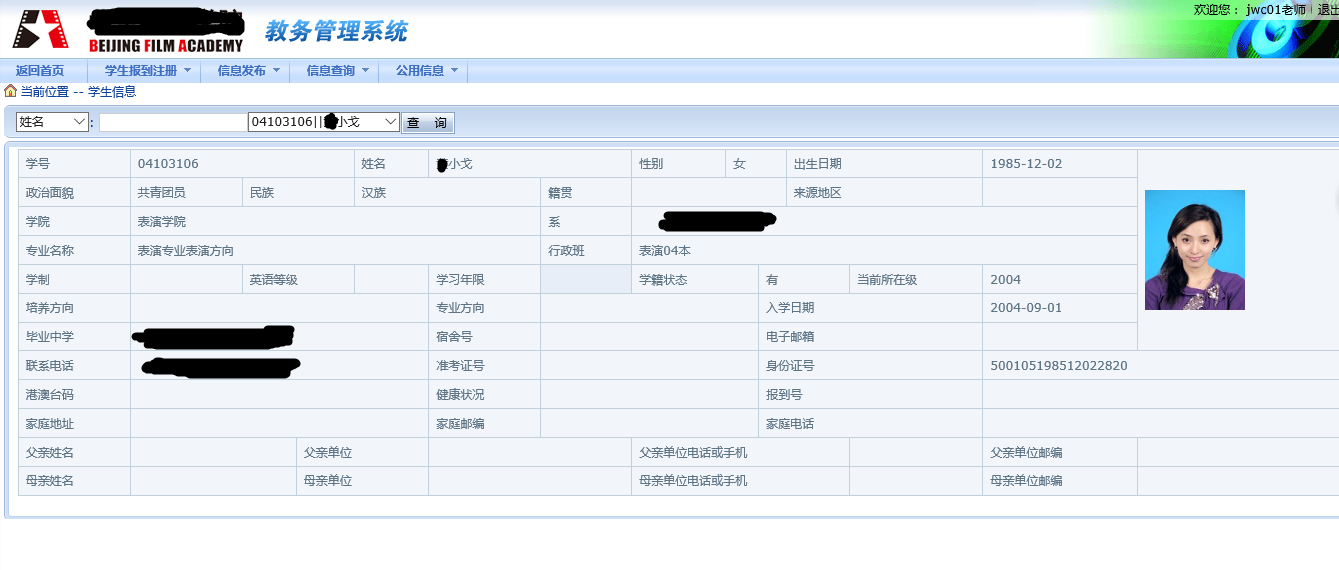 欢迎您： jwc01老师 | 退出
BEIJING FILM ACADEMY 教务管理系统
返回首页 学生报到注册 信息发布 信息查询 公用信息
当前位置 -- 学生信息
姓名 : 04103106|| 小戈 查 询
学号 04103106 姓名 小戈 性别 女 出生日期 1985-12-02
政治面貌 共青团员 民族 汉族 籍贯 来源地区
学院 表演学院 系
专业名称 表演专业表演方向 行政班 表演04本
学制 英语等级 学习年限 学籍状态 有 当前所在级 2004
培养方向 专业方向 入学日期 2004-09-01
毕业中学 宿舍号 电子邮箱
联系电话 准考证号 身份证号 500105198512022820
港澳台码 健康状况 报到号
家庭地址 家庭邮编 家庭电话
父亲姓名 父亲单位 父亲单位电话或手机 父亲单位邮编
母亲姓名 母亲单位 母亲单位电话或手机 母亲单位邮编